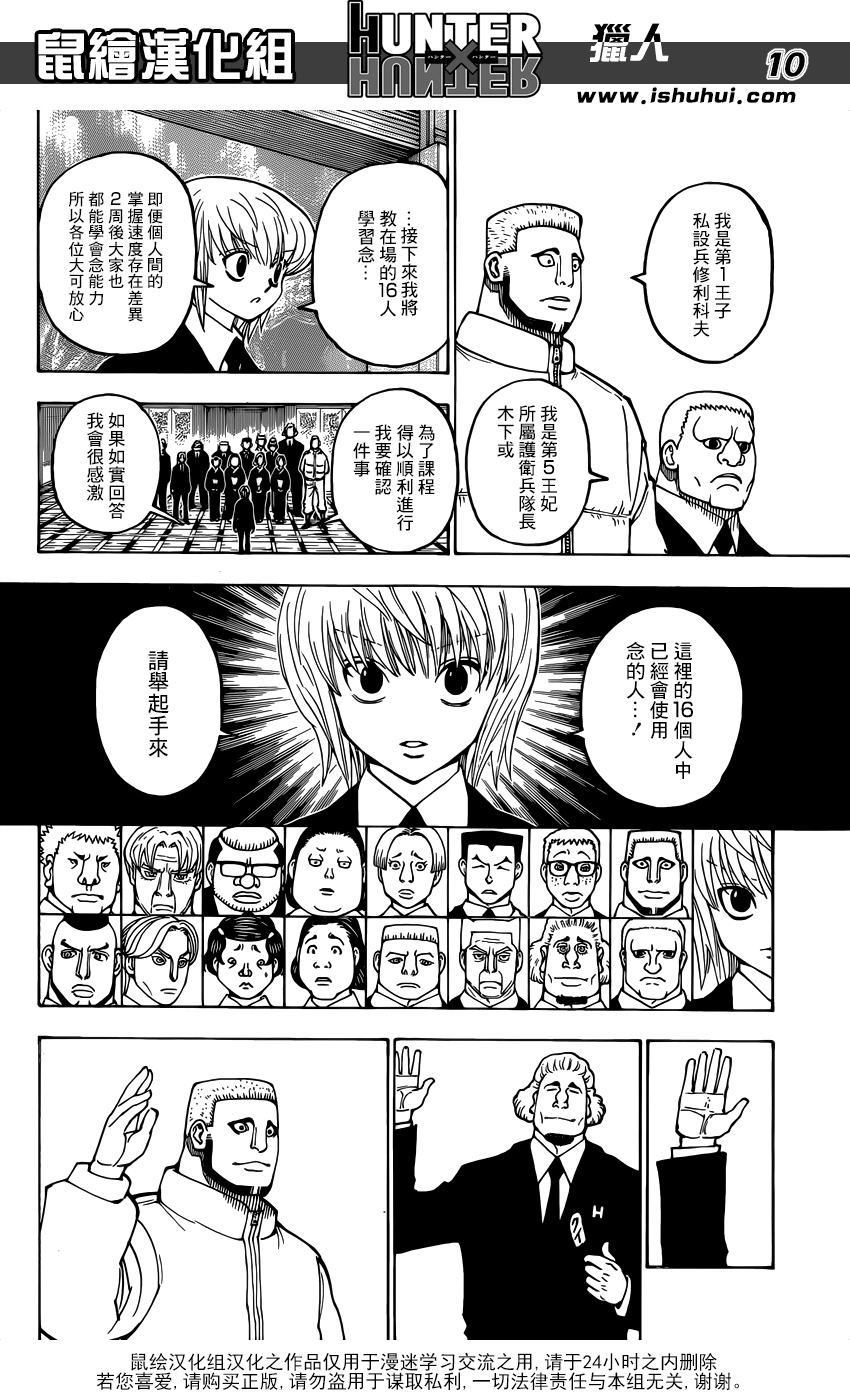 鼠繪漢化組
HUNTER
×
ハンター ハンター
HUNTER
獵人
10
www.ishuhui.com
我是第1王子
私設兵修利科夫
我是第5王妃
所屬護衛兵隊長
木下或
…接下來我將
教在場的16人
學習念…
即便個人間的
掌握速度存在差異
2周後大家也
都能學會念能力
所以各位大可放心
為了課程
得以順利進行
我要確認
一件事
如果如實回答
我會很感激
這裡的16個人中
已經會使用
念的人…！
請舉起手來
H
鼠绘汉化组汉化之作品仅用于漫迷学习交流之用，请于24小时之内删除
若您喜爱，请购买正版，请勿盗用于谋取私利，一切法律责任与本组无关，谢谢。